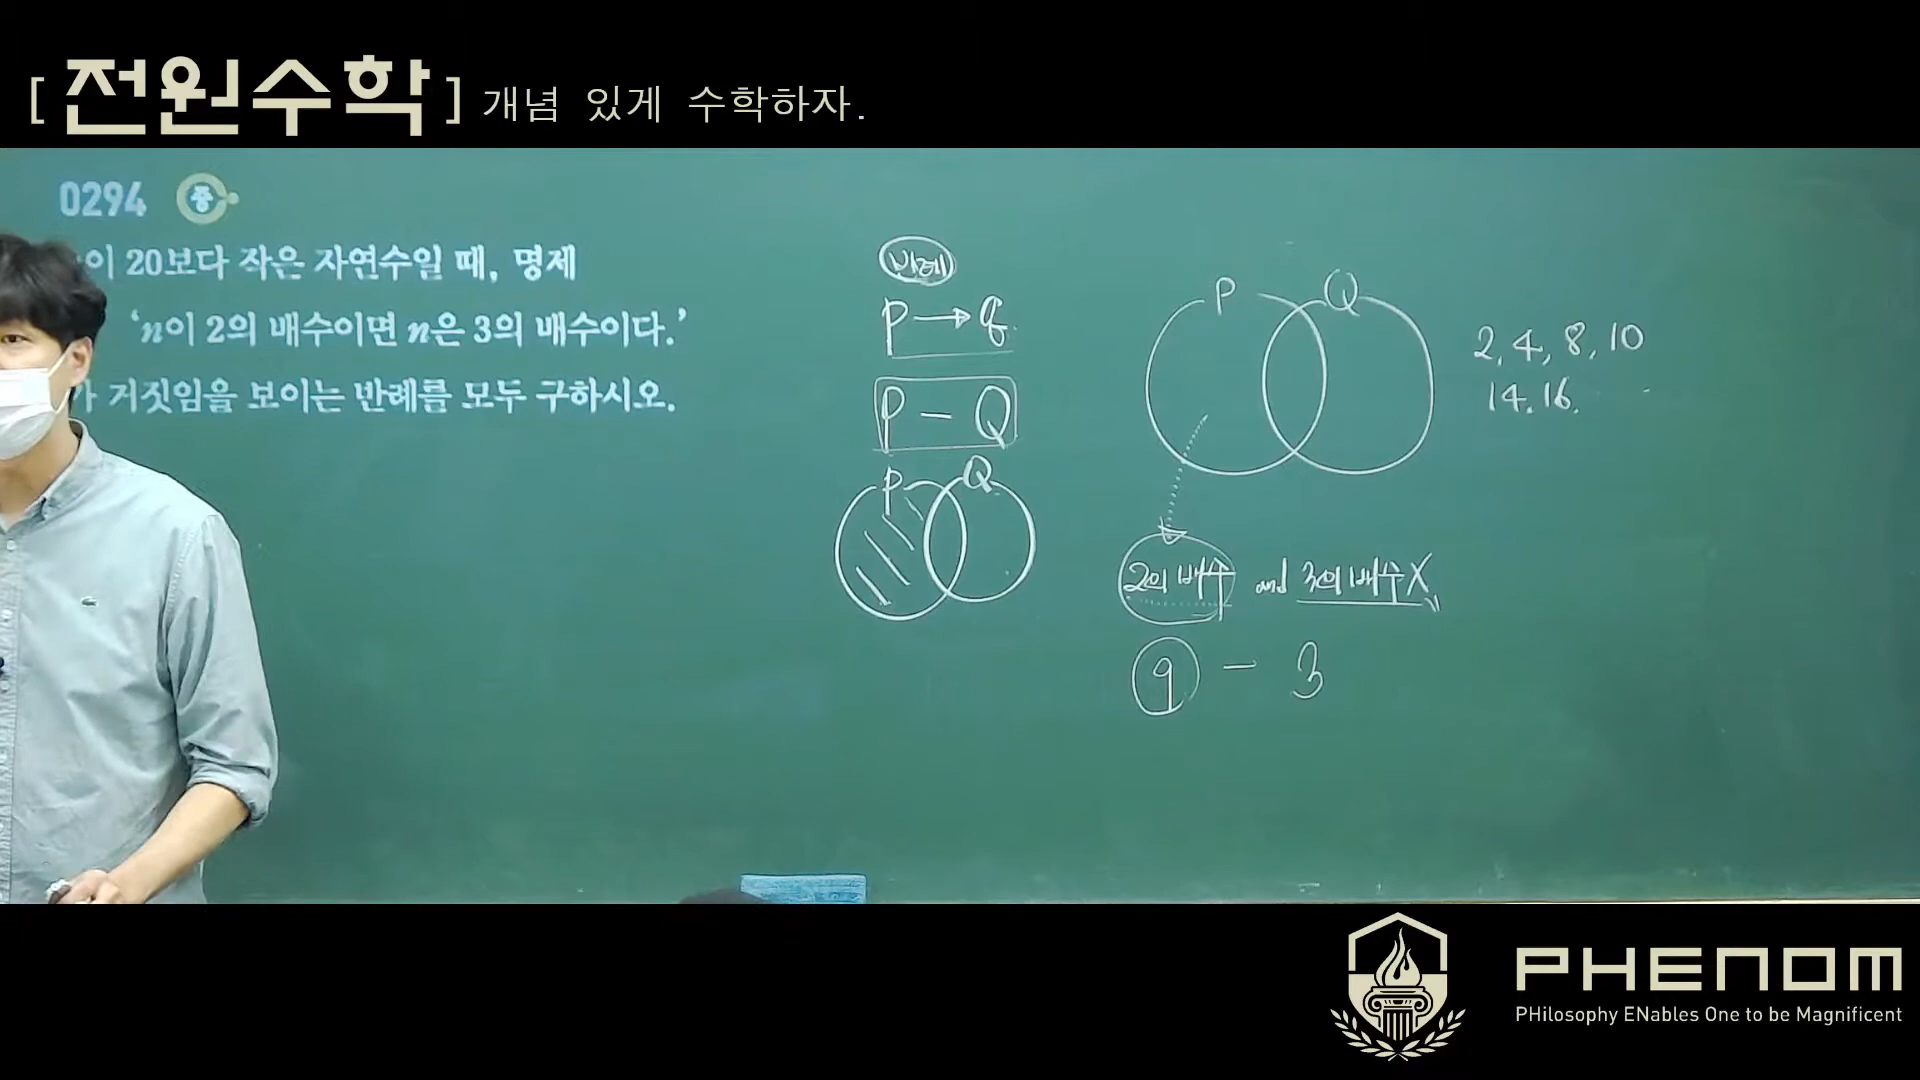 [전원수학] 개념 있게 수학하자.
0294 중
이 20보다 작은 자연수일 때, 명제
‘n이 2의 배수이면 n은 3의 배수이다.’
가 거짓임을 보이는 반례를 모두 구하시오.
반례
p → q
P - Q
P Q
P Q
2, 4, 8, 10
14, 16.
2의 배수 and 3의 배수 X
9 - 3
PHENOM
PHilosophy ENables One to be Magnificent